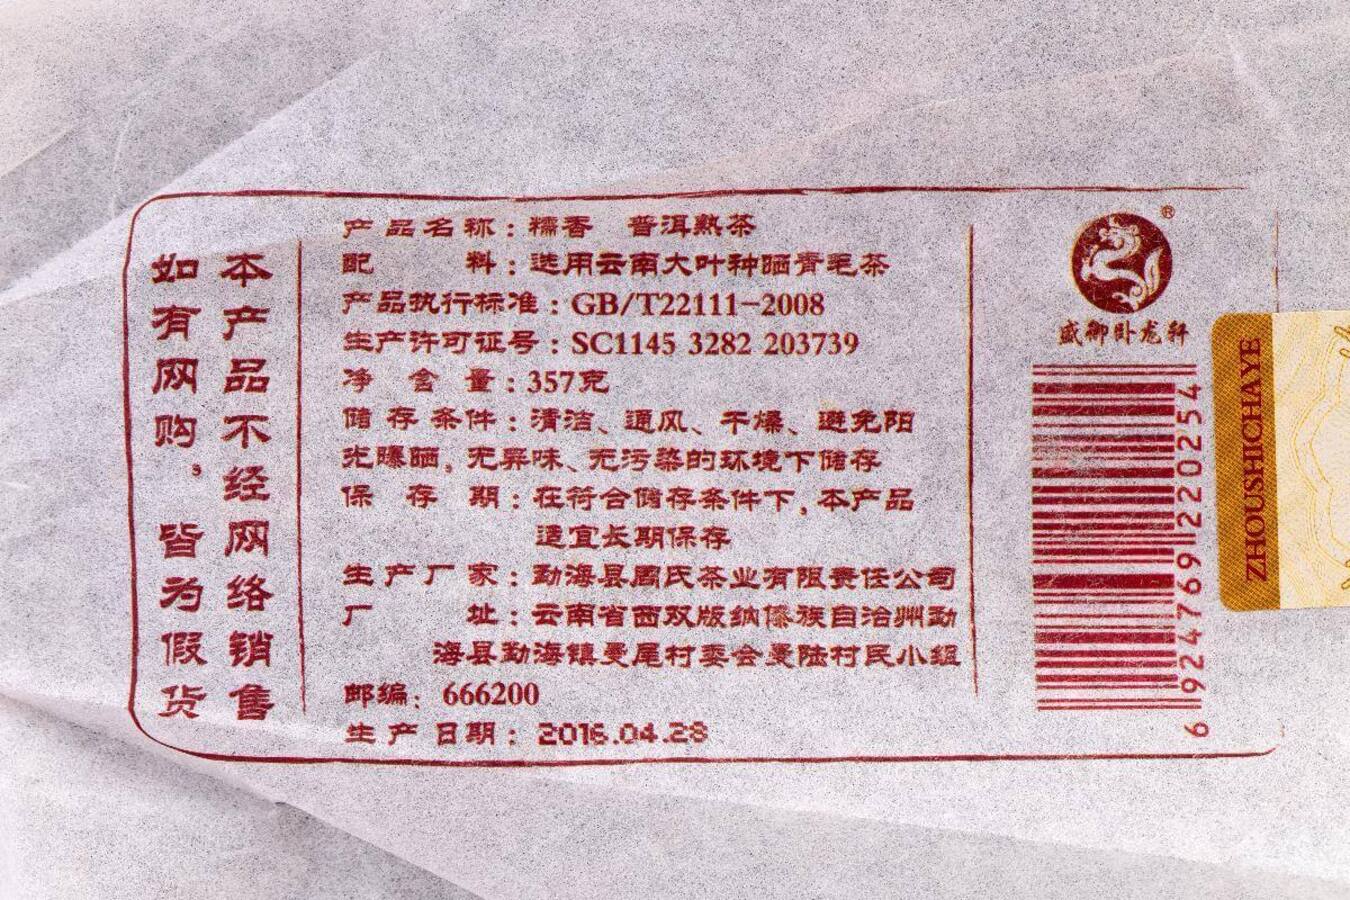 本产品不经网络销售
如有网购，皆为假货
产品名称：糯香 普洱熟茶
配料：选用云南大叶种晒青毛茶
产品执行标准：GB/T22111-2008
生产许可证号：SC1145 3282 203739
净含量：357克
储存条件：清洁、通风、干燥、避免阳
光曝晒，无异味、无污染的环境下储存
保存期：在符合储存条件下，本产品
适宜长期保存
生产厂家：勐海县周氏茶业有限责任公司
厂址：云南省西双版纳傣族自治州勐
海县勐海镇曼尾村委会曼陆村民小组
邮编：666200
生产日期：2016.04.28
®
盛御卧龙轩
6 924769 220254
ZHOUSHICHAYE